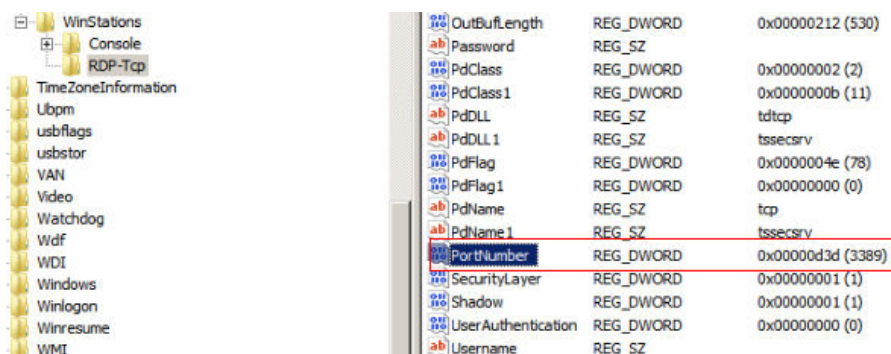 WinStations
Console
RDP-Tcp
TimeZoneInformation
Ubpm
usbflags
usbstor
VAN
Video
Watchdog
Wdf
WDI
Windows
Winlogon
Winresume
WMI
OutBufLength REG_DWORD 0x00000212 (530)
Password REG_SZ
PdClass REG_DWORD 0x00000002 (2)
PdClass1 REG_DWORD 0x0000000b (11)
PdDLL REG_SZ tdtcp
PdDLL1 REG_SZ tssecsrv
PdFlag REG_DWORD 0x0000004e (78)
PdFlag1 REG_DWORD 0x00000000 (0)
PdName REG_SZ tcp
PdName1 REG_SZ tssecsrv
PortNumber REG_DWORD 0x00000d3d (3389)
SecurityLayer REG_DWORD 0x00000001 (1)
Shadow REG_DWORD 0x00000001 (1)
UserAuthentication REG_DWORD 0x00000000 (0)
Username REG_SZ